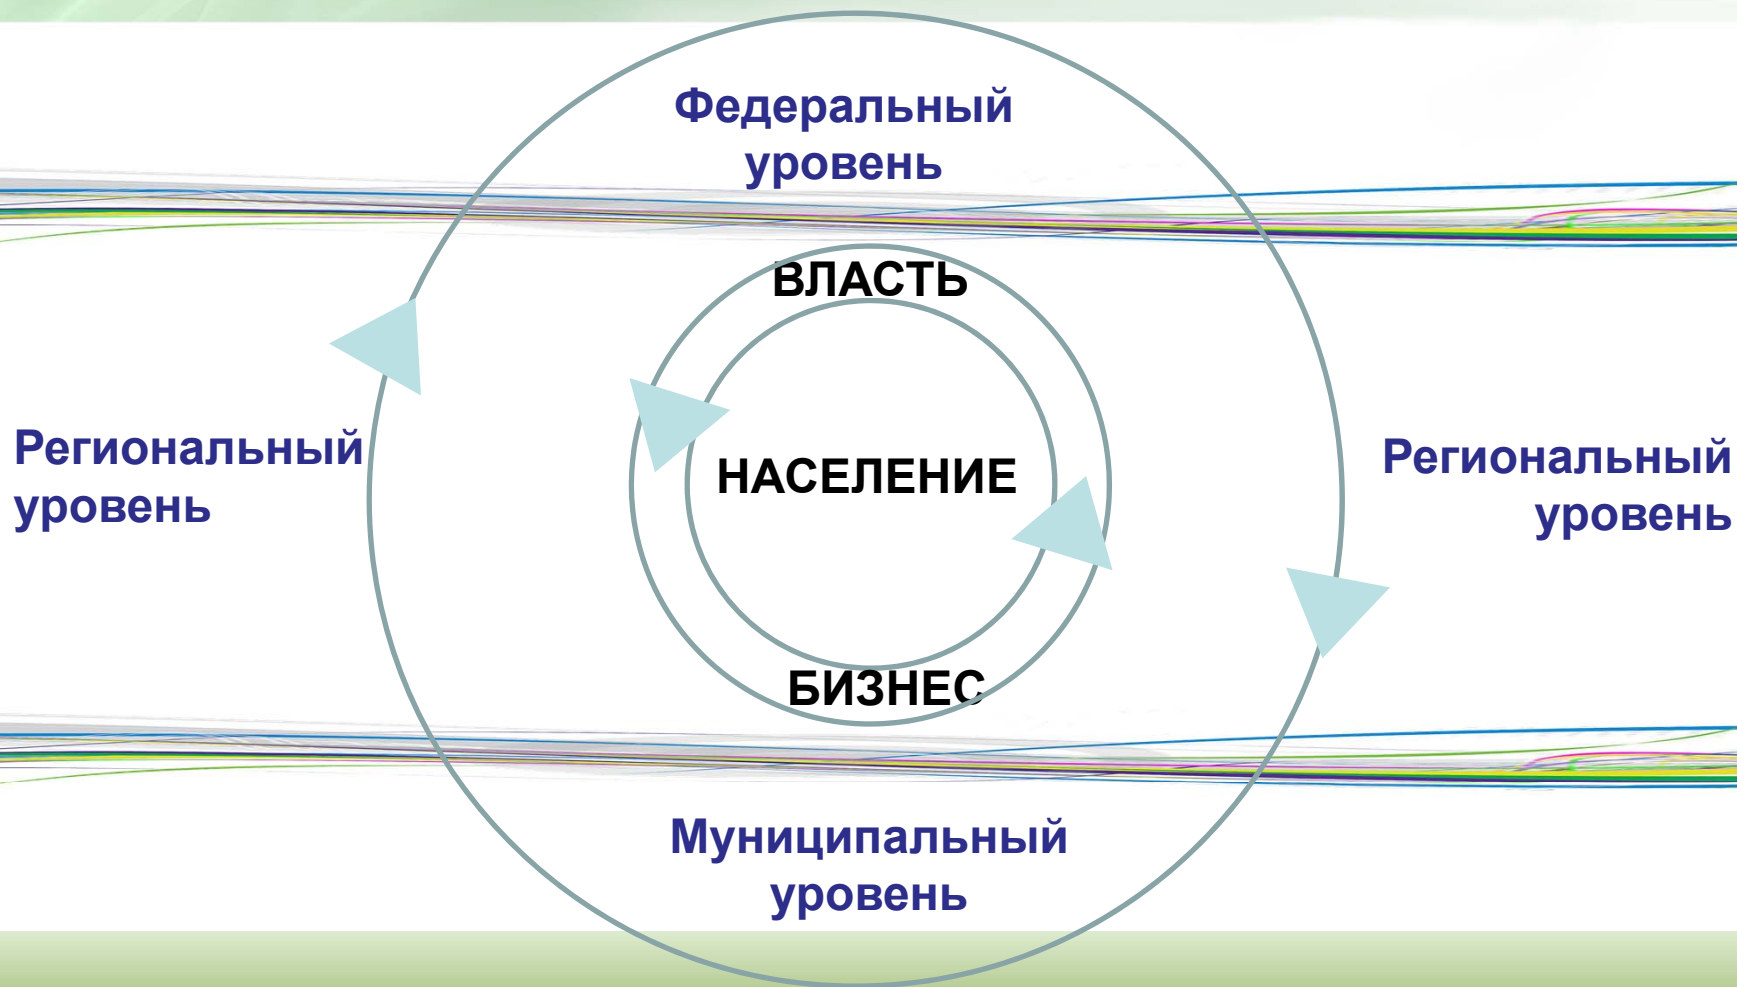 Федеральный
уровень
ВЛАСТЬ
Региональный
уровень
НАСЕЛЕНИЕ
Региональный
уровень
БИЗНЕС
Муниципальный
уровень